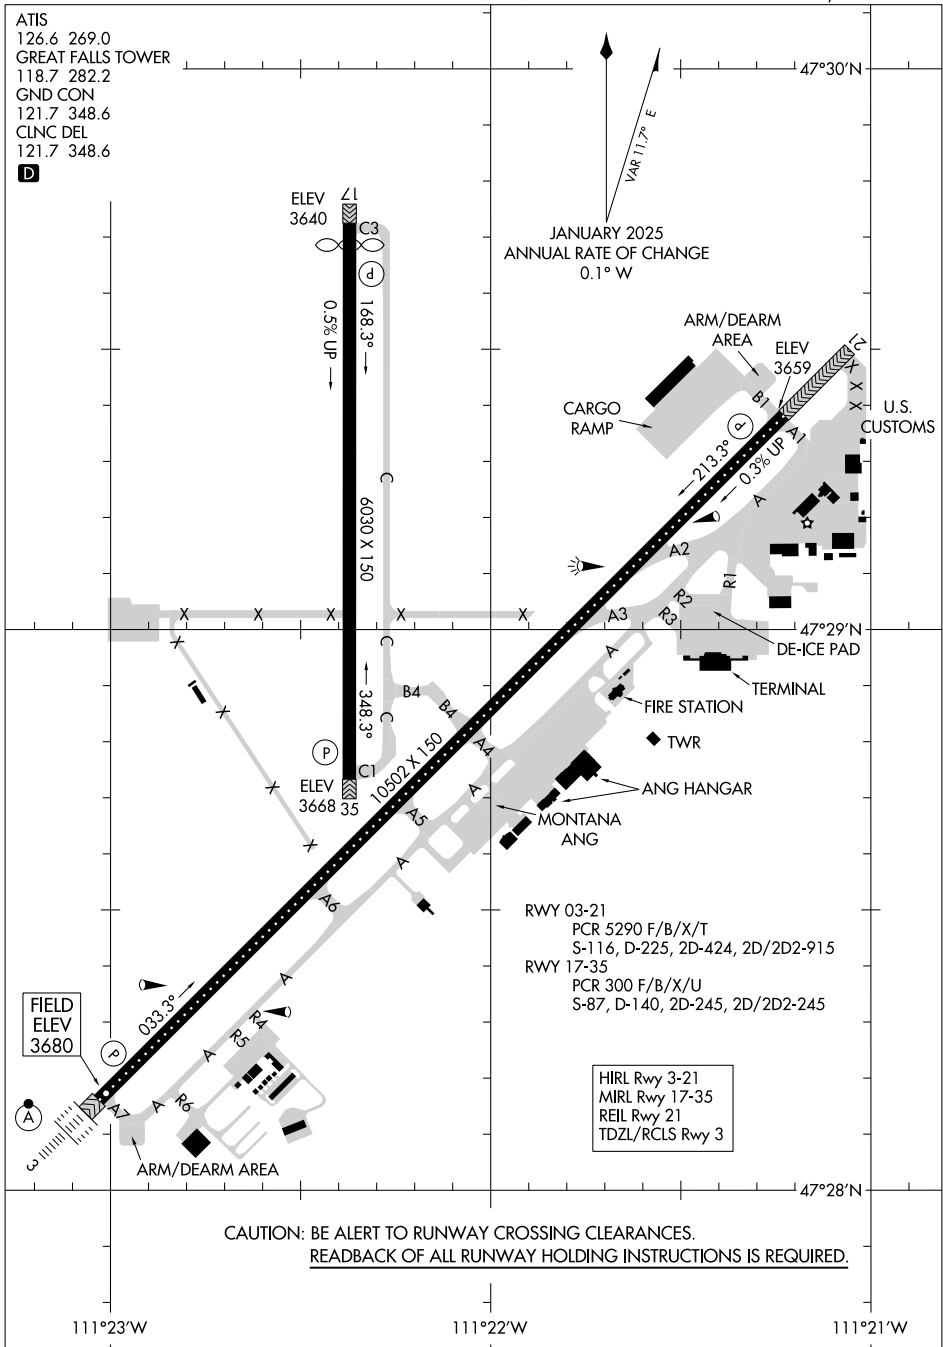 ATIS
126.6 269.0
GREAT FALLS TOWER
118.7 282.2
GND CON
121.7 348.6
CLNC DEL
121.7 348.6
D
47°30'N
VAR 11.7° E
JANUARY 2025
ANNUAL RATE OF CHANGE
0.1° W
ELEV
3640
17
C3
P
0.5% UP
168.3°
C
6030 X 150
ARM/DEARM
AREA
ELEV
3659
21
X
X
X
U.S.
CUSTOMS
CARGO
RAMP
B1
P
A1
213.3°
0.3% UP
A
A2
R1
X
X
X
X
X
A3
R2
R3
47°29'N
DE-ICE PAD
TERMINAL
FIRE STATION
TWR
ANG HANGAR
MONTANA
ANG
A
X
X
X
X
C
B4
B4
C
348.3°
P
C1
ELEV
3668
35
10502 X 150
A4
A
A5
A
A6
A
RWY 03-21
PCR 5290 F/B/X/T
S-116, D-225, 2D-424, 2D/2D2-915
RWY 17-35
PCR 300 F/B/X/U
S-87, D-140, 2D-245, 2D/2D2-245
033.3°
FIELD
ELEV
3680
P
R4
R5
A
A
R6
A7
A
3
ARM/DEARM AREA
HIRL Rwy 3-21
MIRL Rwy 17-35
REIL Rwy 21
TDZL/RCLS Rwy 3
47°28'N
CAUTION: BE ALERT TO RUNWAY CROSSING CLEARANCES.
READBACK OF ALL RUNWAY HOLDING INSTRUCTIONS IS REQUIRED.
111°23'W
111°22'W
111°21'W